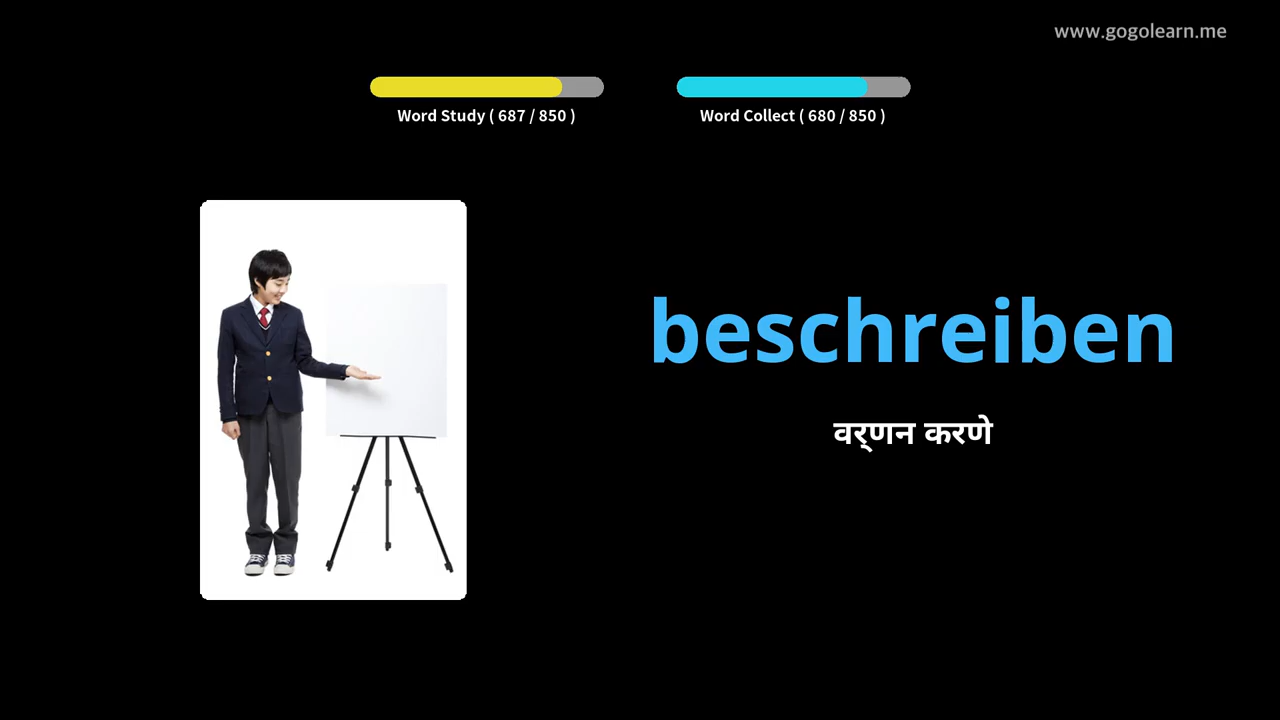 www.gogolearn.me
Word Study ( 687 / 850 )
Word Collect ( 680 / 850 )
beschreiben
वर्णन करणे